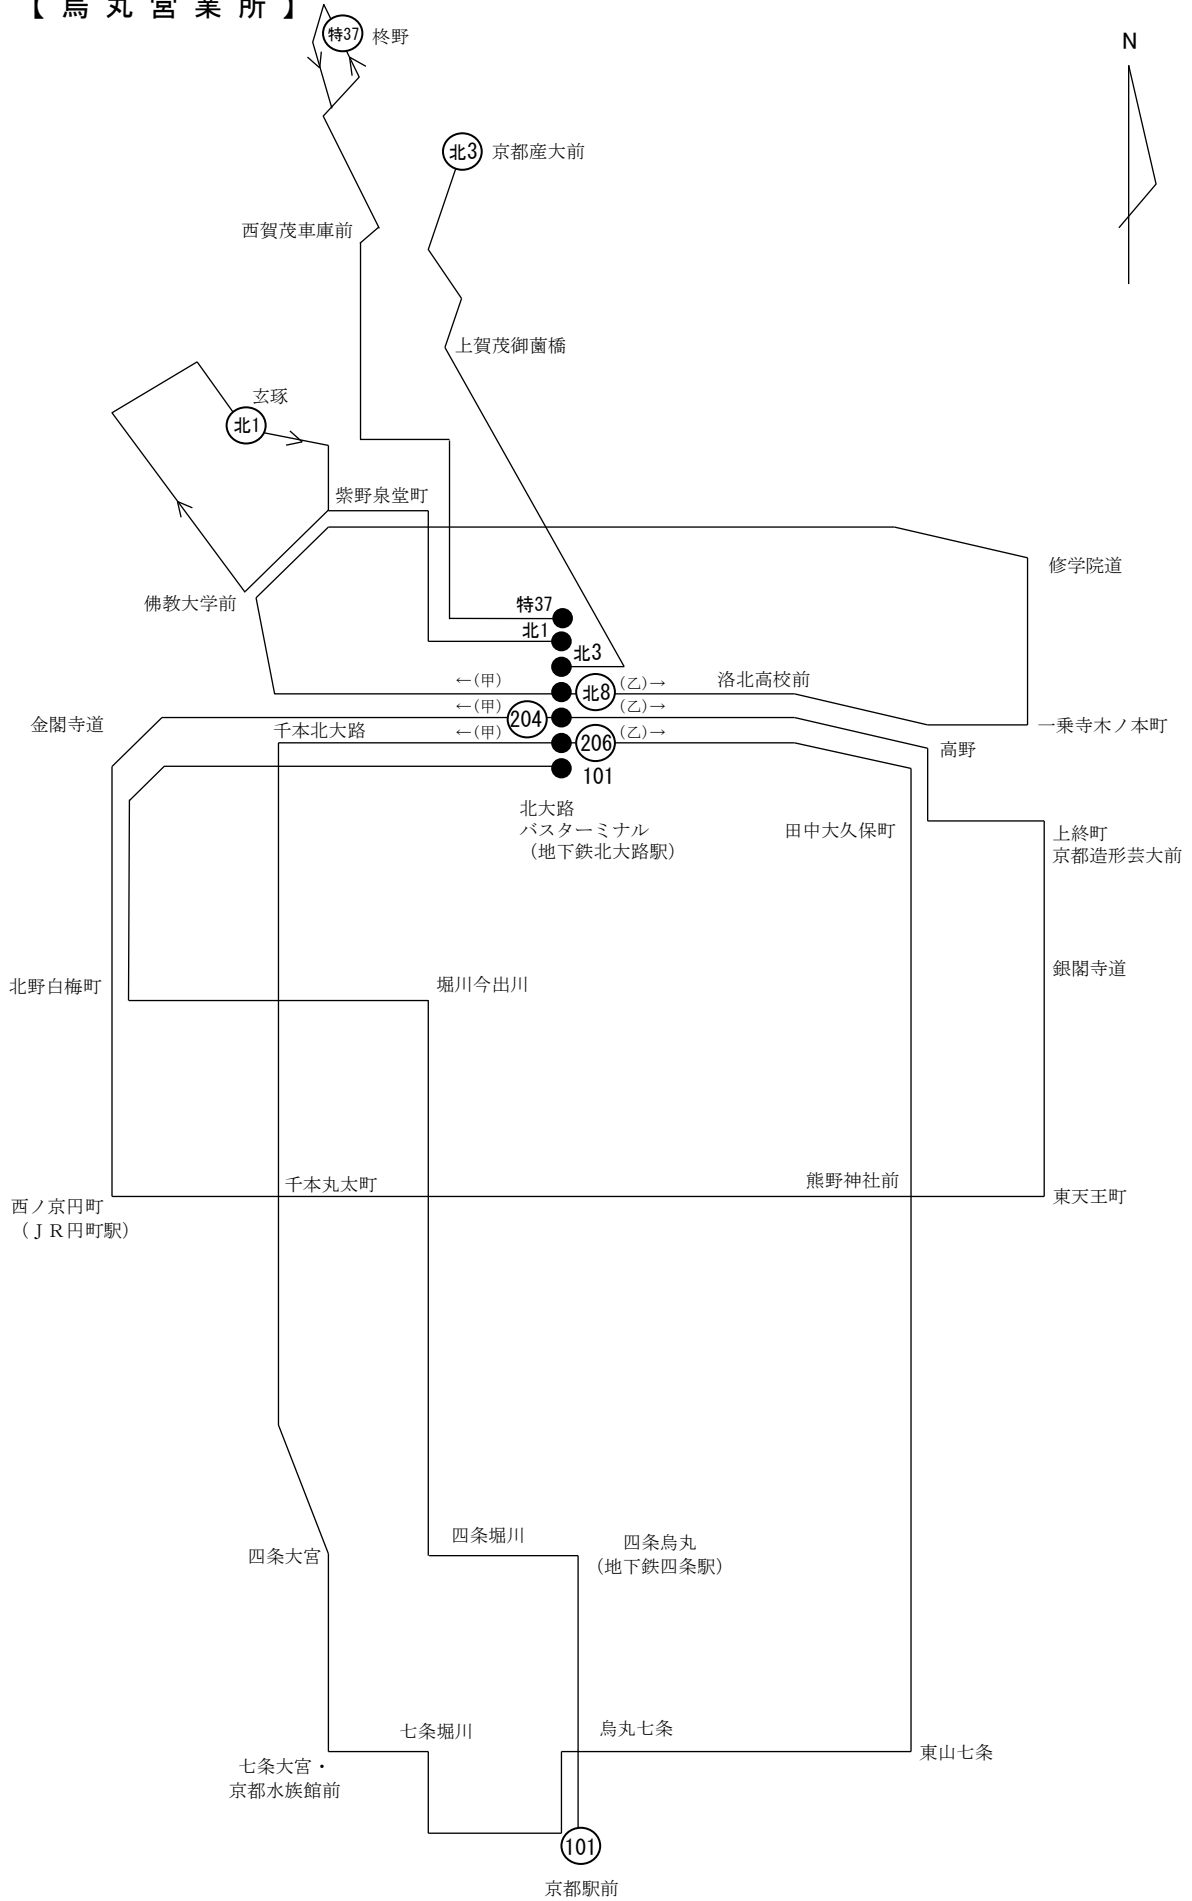 【烏丸営業所】
特37 柊野
N
北3 京都産大前
西賀茂車庫前
上賀茂御薗橋
玄琢
北1
紫野泉堂町
修学院道
佛教大学前
特37
北1
北3
←(甲) 北8 (乙)→ 洛北高校前
←(甲) 204 (乙)→
金閣寺道
一乗寺木ノ本町
千本北大路
←(甲) 206 (乙)→
高野
101
北大路
バスターミナル
（地下鉄北大路駅）
田中大久保町
上終町
京都造形芸大前
銀閣寺道
北野白梅町
堀川今出川
千本丸太町
熊野神社前
西ノ京円町
（ＪＲ円町駅）
東天王町
四条堀川
四条烏丸
（地下鉄四条駅）
四条大宮
七条堀川
烏丸七条
東山七条
七条大宮・
京都水族館前
101
京都駅前